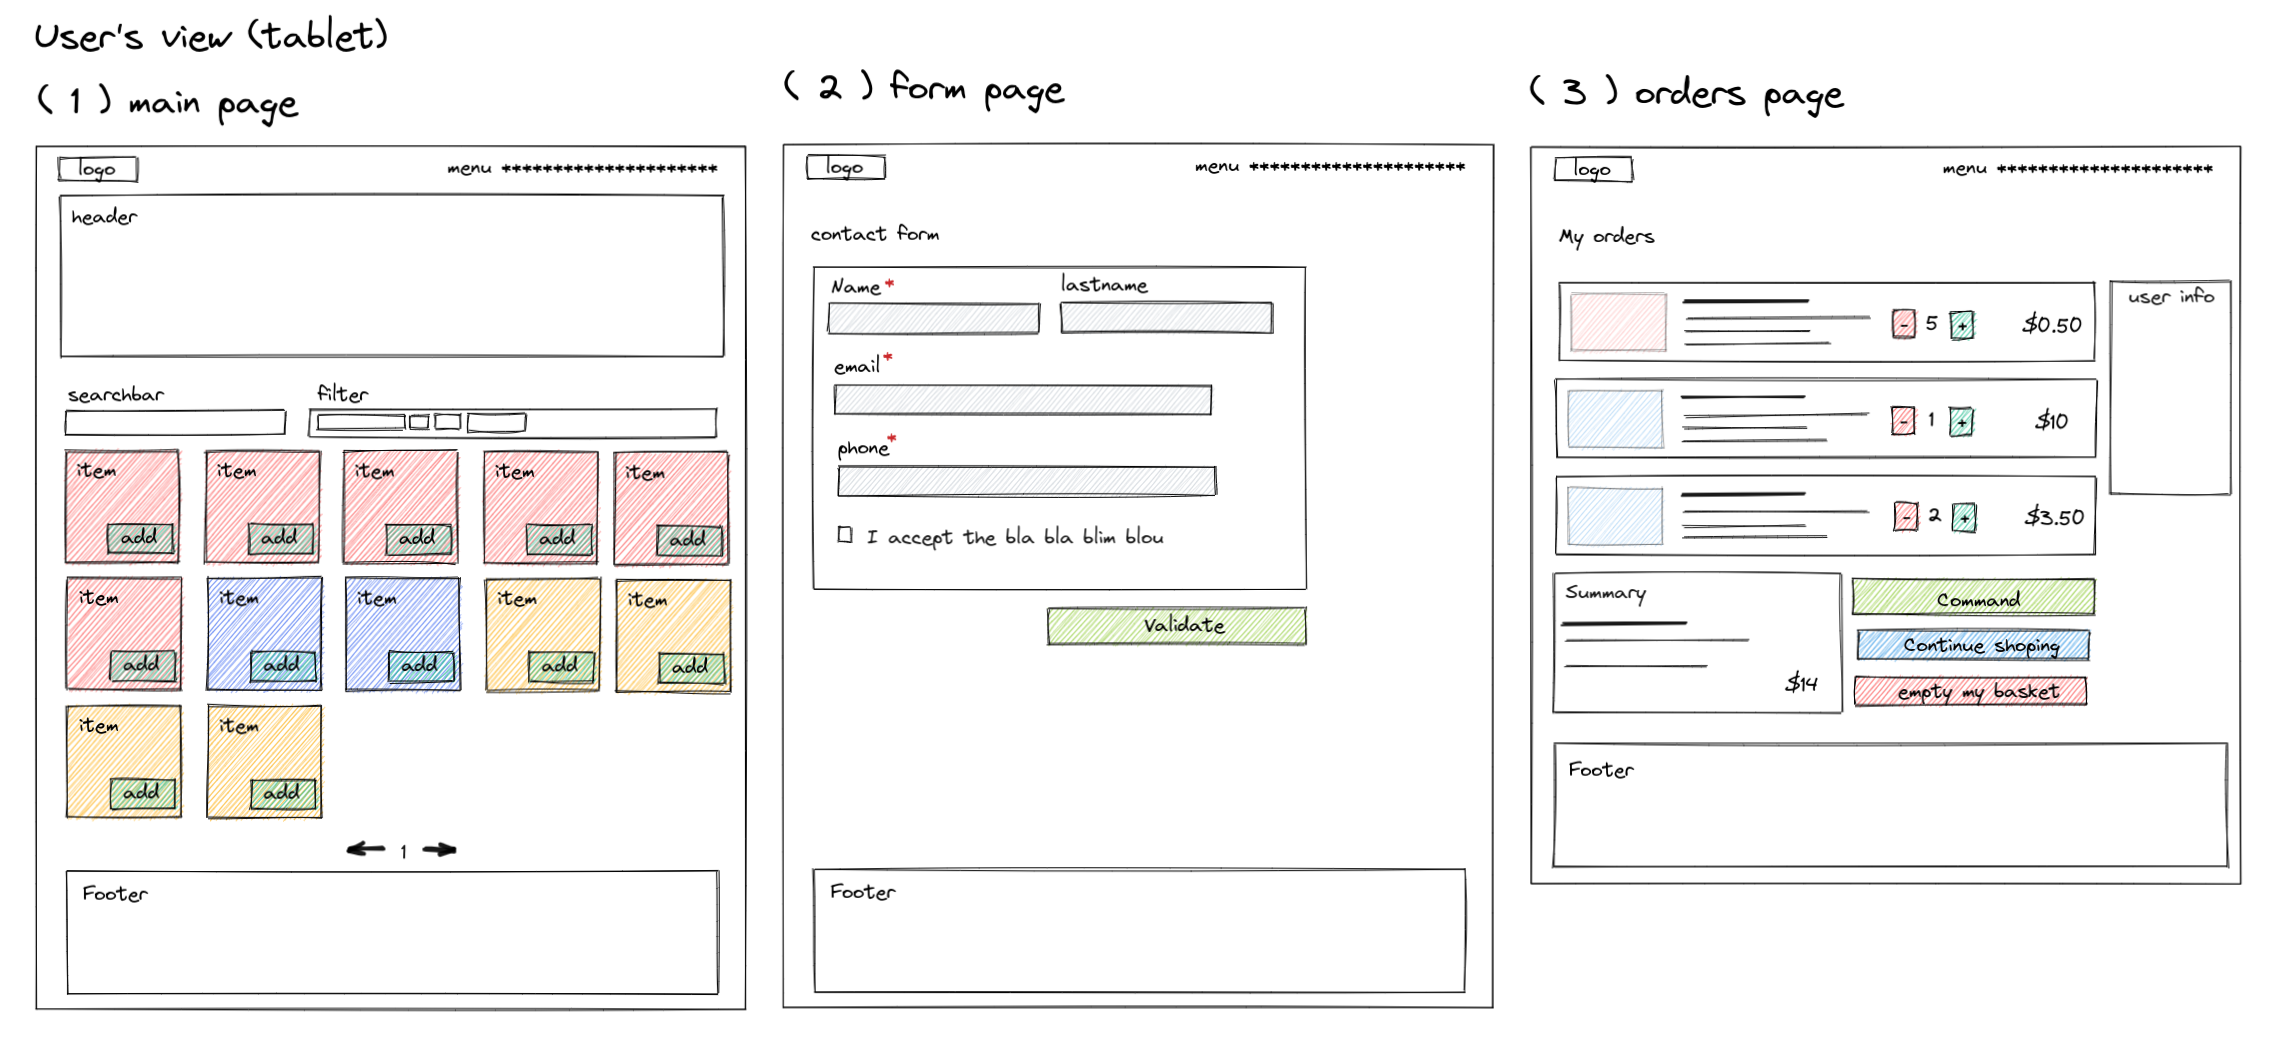 User's view (tablet)
( 1 ) main page
logo
menu *********************
header
searchbar
filter
item
add
item
add
item
add
item
add
item
add
item
add
item
add
item
add
item
add
item
add
item
add
item
add
1
Footer
( 2 ) form page
logo
menu *********************
contact form
Name*
lastname
email*
phone*
I accept the bla bla blim blou
Validate
Footer
( 3 ) orders page
logo
menu *********************
My orders
- 5 + $0.50
- 1 + $10
- 2 + $3.50
user info
Summary
$14
Command
Continue shoping
empty my basket
Footer